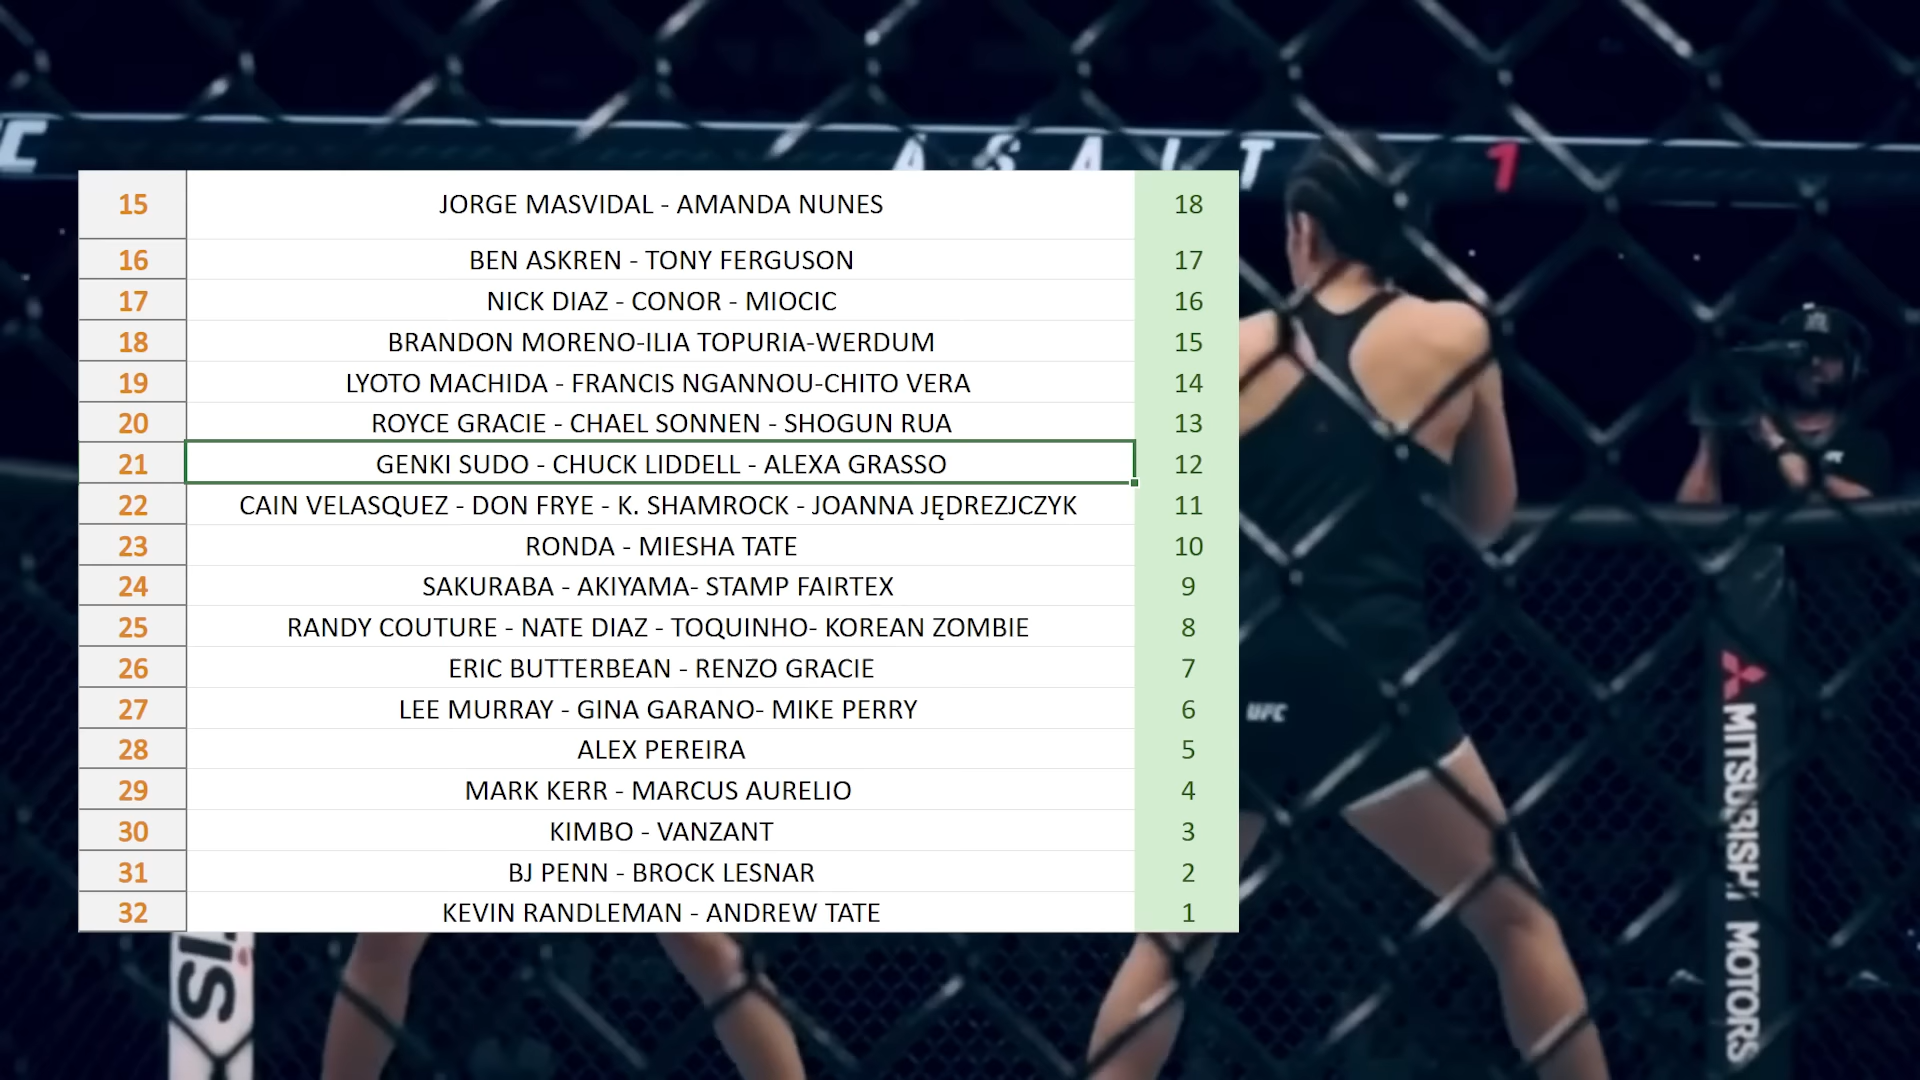 C
ASALT 1
15 JORGE MASVIDAL - AMANDA NUNES 18
16 BEN ASKREN - TONY FERGUSON 17
17 NICK DIAZ - CONOR - MIOCIC 16
18 BRANDON MORENO-ILIA TOPURIA-WERDUM 15
19 LYOTO MACHIDA - FRANCIS NGANNOU-CHITO VERA 14
20 ROYCE GRACIE - CHAEL SONNEN - SHOGUN RUA 13
21 GENKI SUDO - CHUCK LIDDELL - ALEXA GRASSO 12
22 CAIN VELASQUEZ - DON FRYE - K. SHAMROCK - JOANNA JĘDREZJCZYK 11
23 RONDA - MIESHA TATE 10
24 SAKURABA - AKIYAMA- STAMP FAIRTEX 9
25 RANDY COUTURE - NATE DIAZ - TOQUINHO- KOREAN ZOMBIE 8
26 ERIC BUTTERBEAN - RENZO GRACIE 7
27 LEE MURRAY - GINA GARANO- MIKE PERRY 6
28 ALEX PEREIRA 5
29 MARK KERR - MARCUS AURELIO 4
30 KIMBO - VANZANT 3
31 BJ PENN - BROCK LESNAR 2
32 KEVIN RANDLEMAN - ANDREW TATE 1
UFC
MITSUBISHI MOTORS
is